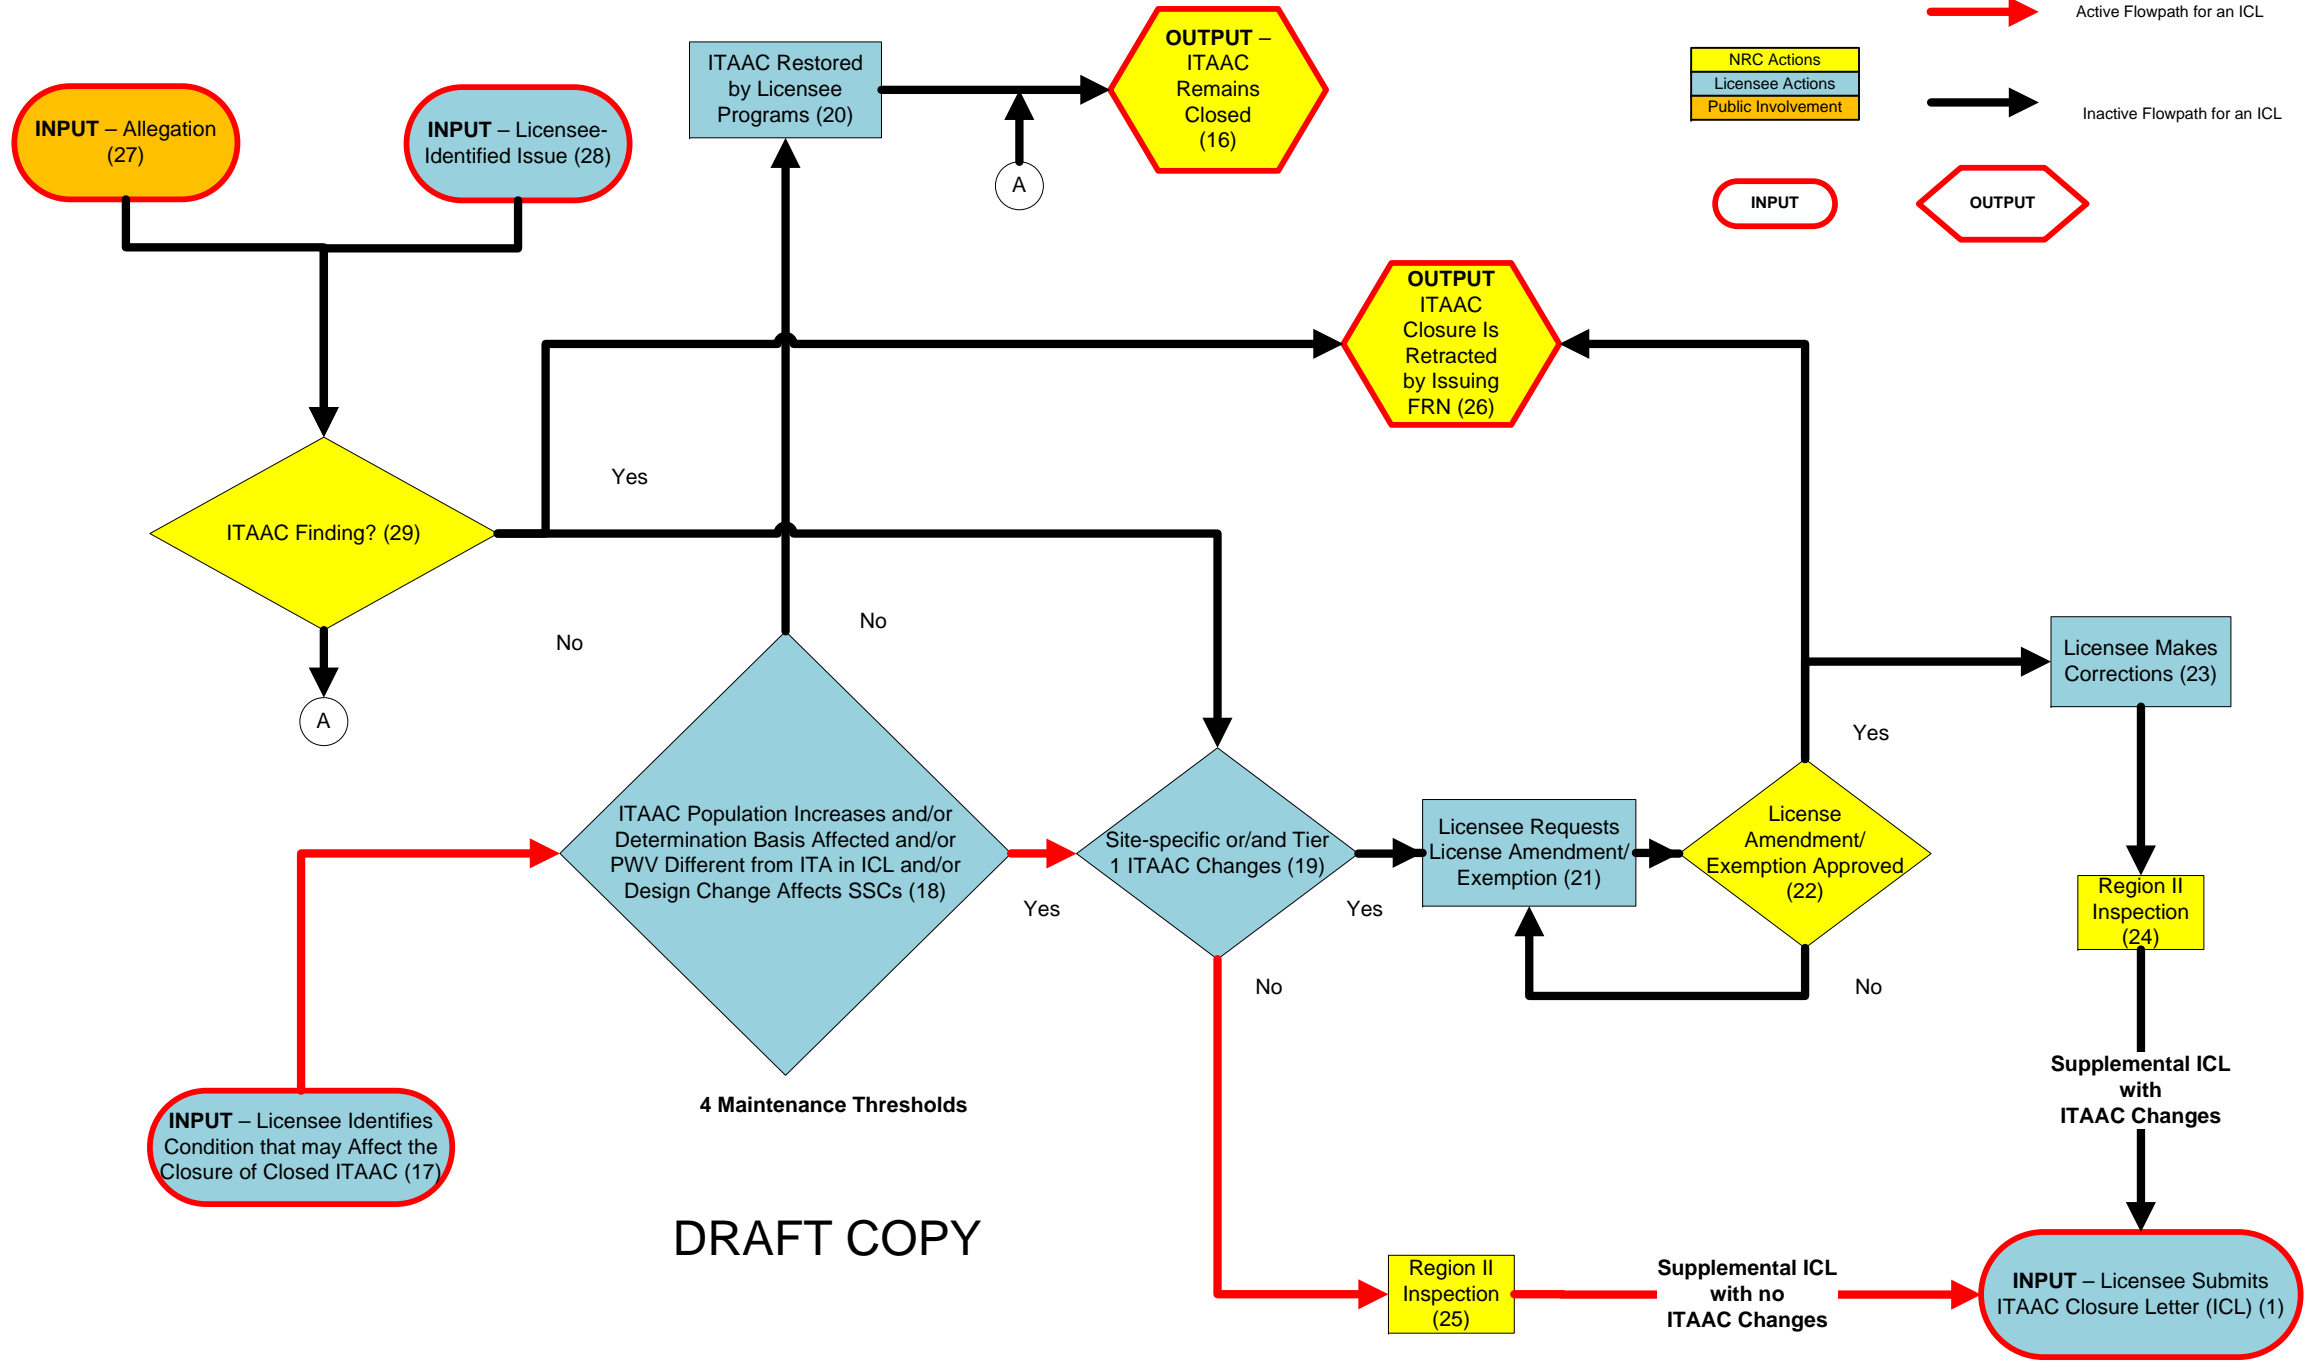 Active Flowpath for an ICL
OUTPUT –
ITAAC
Remains
Closed
(16)
ITAAC Restored
by Licensee
Programs (20)
NRC Actions
Licensee Actions
Public Involvement
Inactive Flowpath for an ICL
INPUT – Allegation
(27)
INPUT – Licensee-
Identified Issue (28)
A
INPUT
OUTPUT
OUTPUT
ITAAC
Closure Is
Retracted
by Issuing
FRN (26)
Yes
ITAAC Finding? (29)
No
No
A
Licensee Makes
Corrections (23)
Yes
ITAAC Population Increases and/or
Determination Basis Affected and/or
PWV Different from ITA in ICL and/or
Design Change Affects SSCs (18)
Yes
Site-specific or/and Tier
1 ITAAC Changes (19)
Yes
Licensee Requests
License Amendment/
Exemption (21)
License
Amendment/
Exemption Approved
(22)
Region II
Inspection
(24)
No
No
4 Maintenance Thresholds
Supplemental ICL
with
ITAAC Changes
INPUT – Licensee Identifies
Condition that may Affect the
Closure of Closed ITAAC (17)
DRAFT COPY
Region II
Inspection
(25)
Supplemental ICL
with no
ITAAC Changes
INPUT – Licensee Submits
ITAAC Closure Letter (ICL) (1)